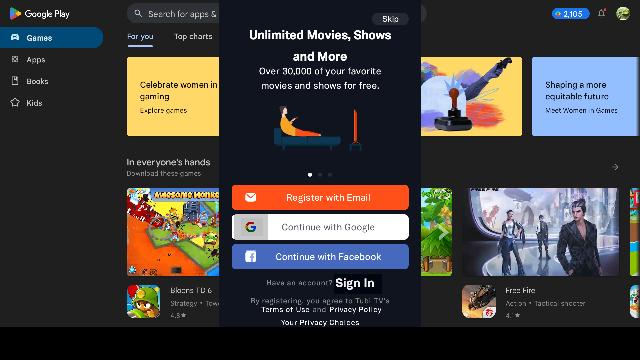 Google Play
Games
Apps
Books
Kids
Search for apps &
2,105
For you
Top charts
Celebrate women in
gaming
Explore games
Shaping a more
equitable future
Meet Women in Games
In everyone's hands
Download these games
Bloons TD 6
Strategy • Tow
4.8★
Free Fire
Action • Tactical shooter
4.1★
Skip
Unlimited Movies, Shows
and More
Over 30,000 of your favorite
movies and shows for free.
Register with Email
Continue with Google
Continue with Facebook
Have an account? Sign In
By registering, you agree to Tubi TV's
Terms of Use and Privacy Policy
Your Privacy Choices